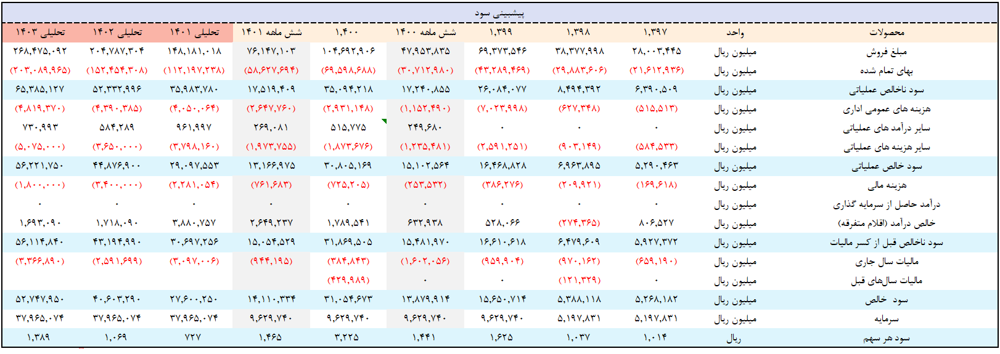 پیشبینی سود
محصولات واحد ۱,۳۹۷ ۱,۳۹۸ ۱,۳۹۹ شش ماهه ۱۴۰۰ ۱,۴۰۰ شش ماهه ۱۴۰۱ تحلیلی ۱۴۰۱ تحلیلی ۱۴۰۲ تحلیلی ۱۴۰۳
مبلغ فروش میلیون ریال ۲۸,۰۰۳,۴۴۵ ۳۸,۳۷۷,۹۹۸ ۶۹,۳۷۳,۵۴۶ ۴۷,۹۵۳,۸۳۵ ۱۰۴,۶۹۲,۹۰۶ ۷۶,۱۴۷,۱۰۳ ۱۴۸,۱۸۱,۰۱۸ ۲۰۴,۷۸۷,۳۰۴ ۲۶۸,۴۷۵,۰۹۲
بهای تمام شده میلیون ریال (۲۱,۶۱۲,۹۳۶) (۲۹,۸۸۳,۶۰۶) (۴۳,۲۸۹,۴۶۹) (۳۰,۷۱۲,۹۸۰) (۶۹,۵۹۸,۶۸۸) (۵۸,۶۲۷,۶۹۴) (۱۱۲,۱۹۷,۲۳۸) (۱۵۲,۴۵۴,۳۰۸) (۲۰۳,۰۸۹,۹۶۵)
سود ناخالص عملیاتی میلیون ریال ۶,۳۹۰,۵۰۹ ۸,۴۹۴,۳۹۲ ۲۶,۰۸۴,۰۷۷ ۱۷,۲۴۰,۸۵۵ ۳۵,۰۹۴,۲۱۸ ۱۷,۵۱۹,۴۰۹ ۳۵,۹۸۳,۷۸۰ ۵۲,۳۳۲,۹۹۶ ۶۵,۳۸۵,۱۲۷
هزینه های عمومی اداری میلیون ریال (۵۱۵,۵۱۳) (۶۲۷,۳۴۸) (۷,۰۲۳,۹۹۸) (۱,۱۵۲,۴۹۰) (۲,۹۳۱,۱۴۸) (۲,۶۴۷,۷۶۰) (۴,۰۵۰,۰۶۴) (۴,۳۹۰,۳۸۵) (۴,۸۱۹,۳۷۰)
سایر درآمد های عملیاتی میلیون ریال ۰ ۰ ۰ ۲۴۹,۶۸۰ ۵۱۵,۷۷۵ ۲۶۹,۰۸۱ ۹۶۱,۹۹۷ ۵۸۴,۲۸۹ ۷۳۰,۹۹۳
سایر هزینه های عملیاتی میلیون ریال (۵۸۴,۵۳۳) (۹۰۳,۱۴۹) (۲,۵۹۱,۲۵۱) (۱,۲۳۵,۴۸۱) (۱,۸۷۳,۶۷۶) (۱,۹۷۳,۷۵۵) (۳,۷۹۸,۱۶۰) (۳,۶۵۰,۰۰۰) (۵,۰۷۵,۰۰۰)
سود خالص عملیاتی میلیون ریال ۵,۲۹۰,۴۶۳ ۶,۹۶۳,۸۹۵ ۱۶,۴۶۸,۸۲۸ ۱۵,۱۰۲,۵۶۴ ۳۰,۸۰۵,۱۶۹ ۱۳,۱۶۶,۹۷۵ ۲۹,۰۹۷,۵۵۳ ۴۴,۸۷۶,۹۰۰ ۵۶,۲۲۱,۷۵۰
هزینه مالی میلیون ریال (۱۶۹,۶۱۸) (۲۰۹,۹۲۱) (۳۸۶,۲۷۶) (۲۵۳,۵۳۲) (۷۲۵,۲۰۵) (۷۶۱,۶۸۳) (۲,۲۸۱,۰۵۴) (۳,۴۰۰,۰۰۰) (۱,۸۰۰,۰۰۰)
درآمد حاصل از سرمایه گذاری میلیون ریال ۰ ۰ ۰ ۰ ۰ ۰ ۰ ۰ ۰
خالص درآمد (اقلام متفرقه) میلیون ریال ۸۰۶,۵۲۷ (۲۷۴,۳۶۵) ۵۲۸,۰۶۶ ۶۳۲,۹۳۸ ۱,۷۸۹,۵۴۱ ۲,۶۴۹,۲۳۷ ۳,۸۸۰,۷۵۷ ۱,۷۱۸,۰۹۰ ۱,۶۹۳,۰۹۰
سود ناخالص قبل از کسر مالیات میلیون ریال ۵,۹۲۷,۳۷۲ ۶,۴۷۹,۶۰۹ ۱۶,۶۱۰,۶۱۸ ۱۵,۴۸۱,۹۷۰ ۳۱,۸۶۹,۵۰۵ ۱۵,۰۵۴,۵۲۹ ۳۰,۶۹۷,۲۵۶ ۴۳,۱۹۴,۹۹۰ ۵۶,۱۱۴,۸۴۰
مالیات سال جاری میلیون ریال (۶۵۹,۱۹۰) (۹۷۰,۱۶۲) (۹۵۹,۹۰۴) (۱,۶۰۲,۰۵۶) (۳۸۴,۸۴۳) (۹۴۴,۱۹۵) (۳,۰۹۷,۰۰۶) (۲,۵۹۱,۶۹۹) (۳,۳۶۶,۸۹۰)
مالیات سال‌های قبل میلیون ریال ۰ (۱۲۱,۳۲۹) ۰ ۰ (۴۲۹,۹۸۹)
سود خالص میلیون ریال ۵,۲۶۸,۱۸۲ ۵,۳۸۸,۱۱۸ ۱۵,۶۵۰,۷۱۴ ۱۳,۸۷۹,۹۱۴ ۳۱,۰۵۴,۶۷۳ ۱۴,۱۱۰,۳۳۴ ۲۷,۶۰۰,۲۵۰ ۴۰,۶۰۳,۲۹۰ ۵۲,۷۴۷,۹۵۰
سرمایه میلیون ریال ۵,۱۹۷,۸۳۱ ۵,۱۹۷,۸۳۱ ۹,۶۲۹,۷۴۰ ۹,۶۲۹,۷۴۰ ۹,۶۲۹,۷۴۰ ۹,۶۲۹,۷۴۰ ۳۷,۹۶۵,۰۷۴ ۳۷,۹۶۵,۰۷۴ ۳۷,۹۶۵,۰۷۴
سود هر سهم ریال ۱,۰۱۴ ۱,۰۳۷ ۱,۶۲۵ ۱,۴۴۱ ۳,۲۲۵ ۱,۴۶۵ ۷۲۷ ۱,۰۶۹ ۱,۳۸۹